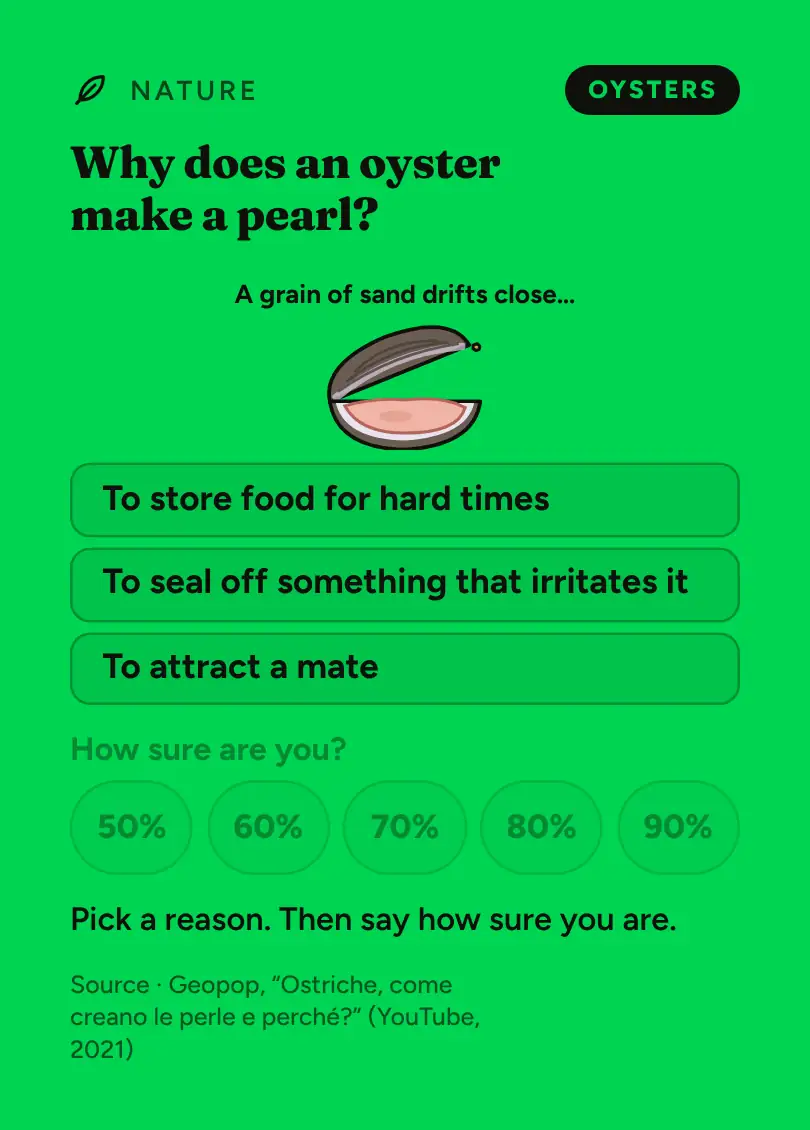 NATURE
OYSTERS
Why does an oyster
make a pearl?
A grain of sand drifts close...
To store food for hard times
To seal off something that irritates it
To attract a mate
How sure are you?
50% 60% 70% 80% 90%
Pick a reason. Then say how sure you are.
Source · Geopop, “Ostriche, come
creano le perle e perché?” (YouTube,
2021)